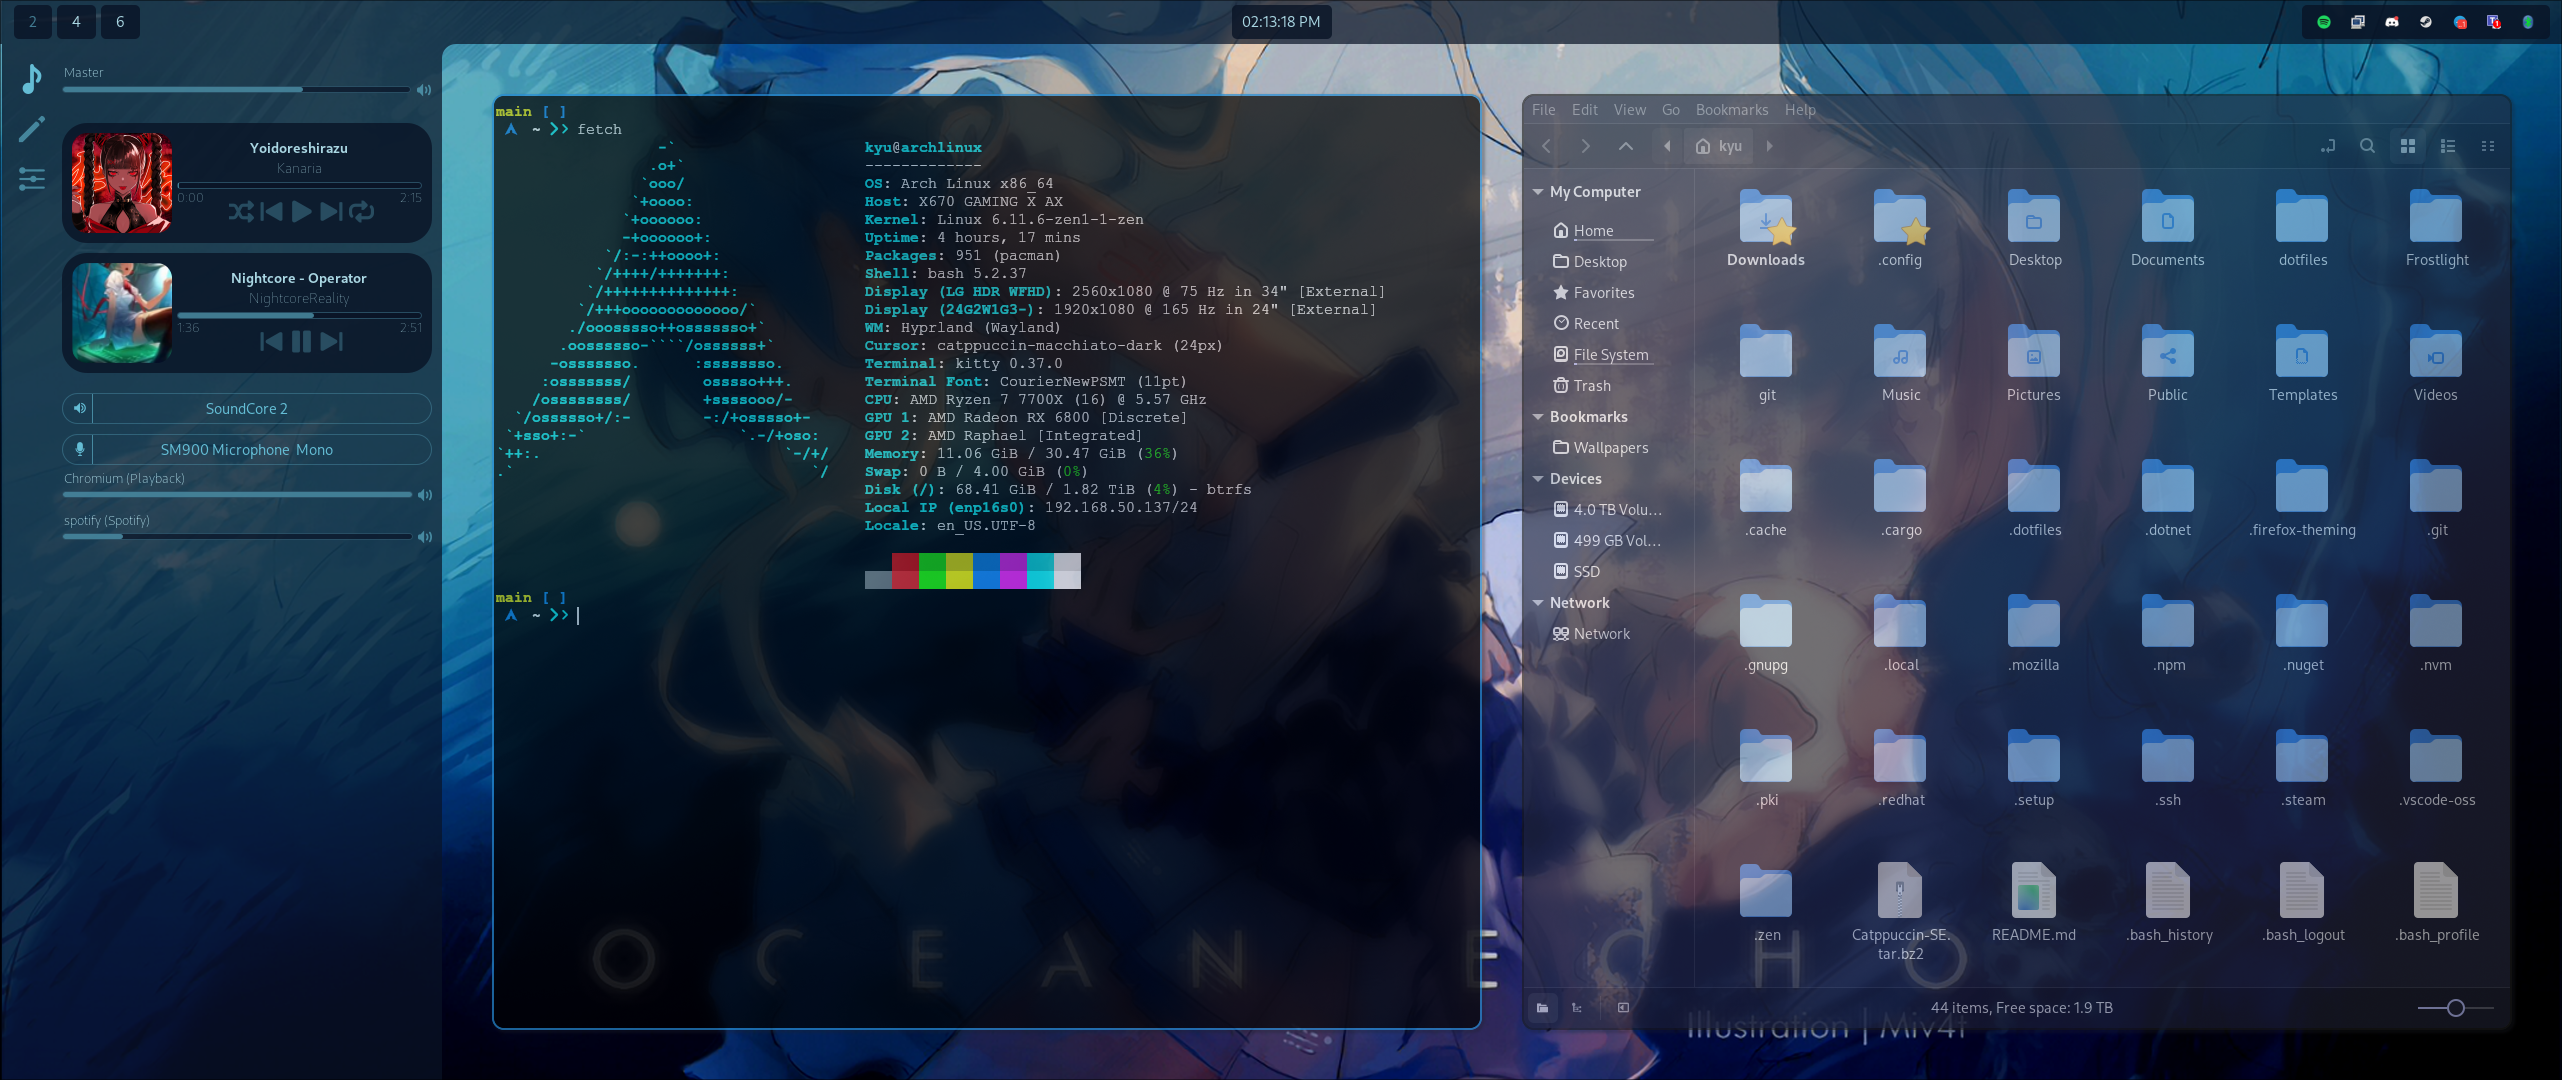 2 4 6
02:13:18 PM
Master
Yoidoreshirazu
Kanaria
0:00 2:15
Nightcore - Operator
NightcoreReality
1:36 2:51
SoundCore 2
SM900 Microphone Mono
Chromium (Playback)
spotify (Spotify)
main [ ]
~ >> fetch
kyu@archlinux
-------------
OS: Arch Linux x86_64
Host: X670 GAMING X AX
Kernel: Linux 6.11.6-zen1-1-zen
Uptime: 4 hours, 17 mins
Packages: 951 (pacman)
Shell: bash 5.2.37
Display (LG HDR WFHD): 2560x1080 @ 75 Hz in 34" [External]
Display (24G2W1G3-): 1920x1080 @ 165 Hz in 24" [External]
WM: Hyprland (Wayland)
Cursor: catppuccin-macchiato-dark (24px)
Terminal: kitty 0.37.0
Terminal Font: CourierNewPSMT (11pt)
CPU: AMD Ryzen 7 7700X (16) @ 5.57 GHz
GPU 1: AMD Radeon RX 6800 [Discrete]
GPU 2: AMD Raphael [Integrated]
Memory: 11.06 GiB / 30.47 GiB (36%)
Swap: 0 B / 4.00 GiB (0%)
Disk (/): 68.41 GiB / 1.82 TiB (4%) - btrfs
Local IP (enp16s0): 192.168.50.137/24
Locale: en_US.UTF-8
main [ ]
~ >>
File Edit View Go Bookmarks Help
kyu
My Computer
Home
Desktop
Favorites
Recent
File System
Trash
Bookmarks
Wallpapers
Devices
4.0 TB Volu...
499 GB Vol...
SSD
Network
Network
Downloads .config Desktop Documents dotfiles Frostlight
git Music Pictures Public Templates Videos
.cache .cargo .dotfiles .dotnet .firefox-theming .git
.gnupg .local .mozilla .npm .nuget .nvm
.pki .redhat .setup .ssh .steam .vscode-oss
.zen Catppuccin-SE. README.md .bash_history .bash_logout .bash_profile
tar.bz2
44 items, Free space: 1.9 TB
OCEAN ECHO
Illustration | Miv4t